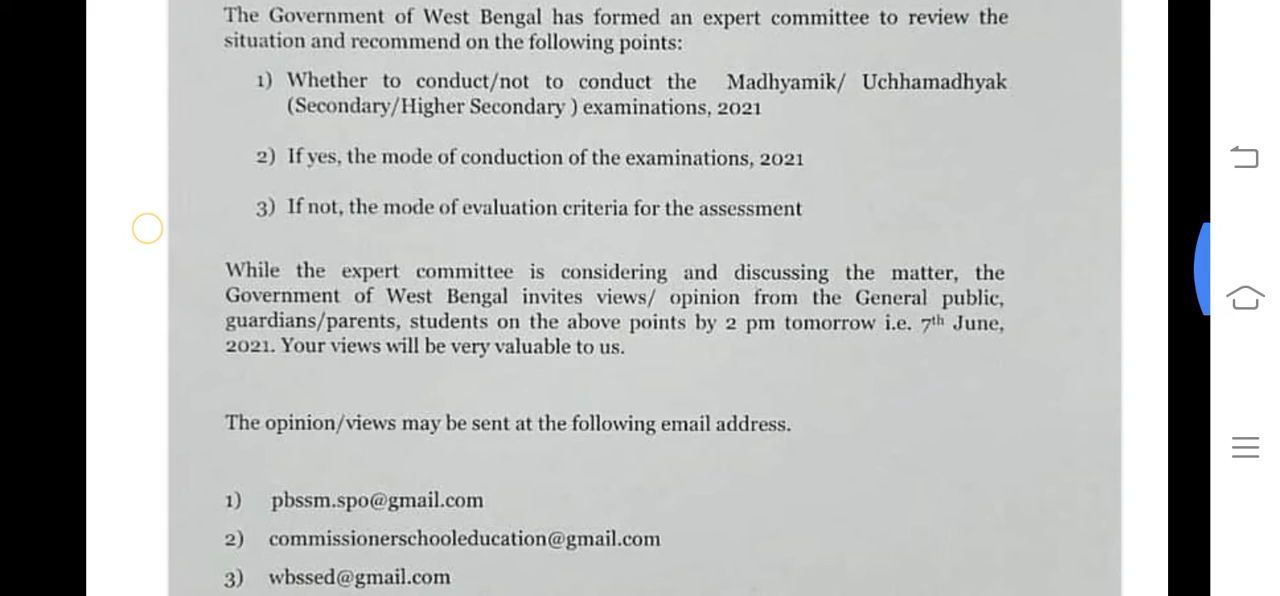 The Government of West Bengal has formed an expert committee to review the
situation and recommend on the following points:
1) Whether to conduct/not to conduct the Madhyamik/ Uchhamadhyak
(Secondary/Higher Secondary ) examinations, 2021
2) If yes, the mode of conduction of the examinations, 2021
3) If not, the mode of evaluation criteria for the assessment
While the expert committee is considering and discussing the matter, the
Government of West Bengal invites views/ opinion from the General public,
guardians/parents, students on the above points by 2 pm tomorrow i.e. 7th June,
2021. Your views will be very valuable to us.
The opinion/views may be sent at the following email address.
1) pbssm.spo@gmail.com
2) commissionerschooleducation@gmail.com
3) wbssed@gmail.com